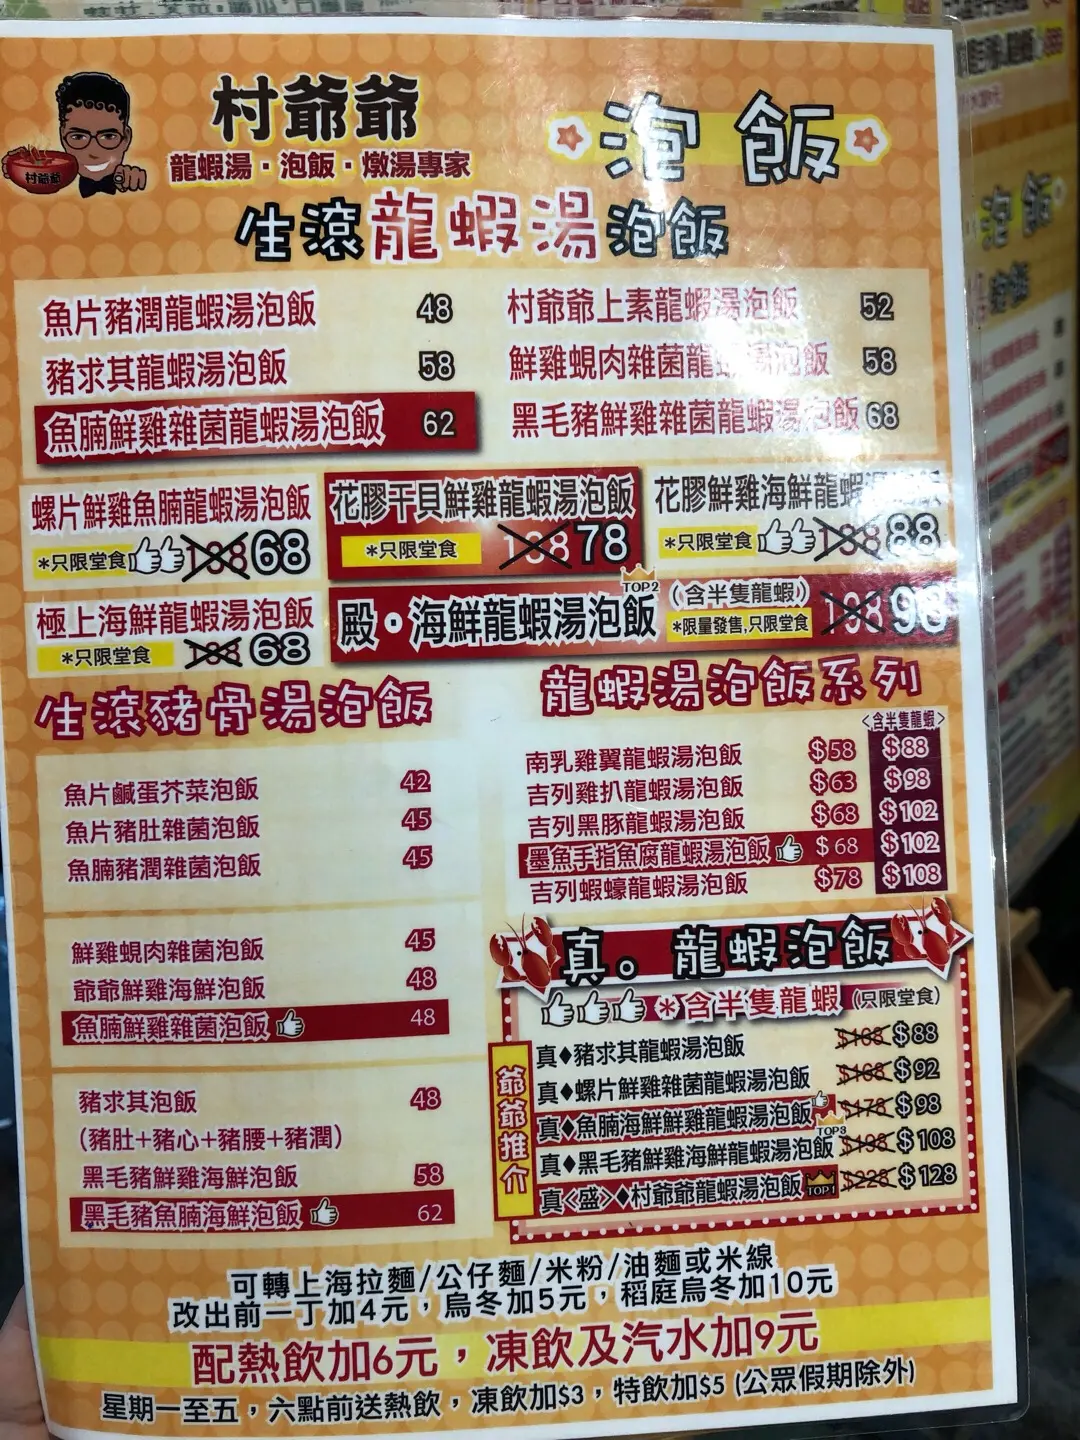 村爺爺
龍蝦湯·泡飯·燉湯專家
村爺爺
泡飯
生滾龍蝦湯泡飯
魚片豬潤龍蝦湯泡飯 48
豬求其龍蝦湯泡飯 58
魚腩鮮雞雜菌龍蝦湯泡飯 62
村爺爺上素龍蝦湯泡飯 52
鮮雞蜆肉雜菌龍蝦湯泡飯 58
黑毛豬鮮雞雜菌龍蝦湯泡飯 68
螺片鮮雞魚腩龍蝦湯泡飯
*只限堂食 138 68
花膠干貝鮮雞龍蝦湯泡飯
*只限堂食 138 78
花膠鮮雞海鮮龍蝦
*只限堂食 138 88
極上海鮮龍蝦湯泡飯
*只限堂食 68
TOP2
殿·海鮮龍蝦湯泡飯 (含半隻龍蝦) 198 98
*限量發售,只限堂食
生滾豬骨湯泡飯
魚片鹹蛋芥菜泡飯 42
魚片豬肚雜菌泡飯 45
魚腩豬潤雜菌泡飯 45
鮮雞蜆肉雜菌泡飯 45
爺爺鮮雞海鮮泡飯 48
魚腩鮮雞雜菌泡飯 48
豬求其泡飯 48
(豬肚+豬心+豬腰+豬潤)
黑毛豬鮮雞海鮮泡飯 58
黑毛豬魚腩海鮮泡飯 62
龍蝦湯泡飯系列
<含半隻龍蝦>
南乳雞翼龍蝦湯泡飯 $58 $88
吉列雞扒龍蝦湯泡飯 $63 $98
吉列黑豚龍蝦湯泡飯 $68 $102
墨魚手指魚腐龍蝦湯泡飯 $68 $102
吉列蝦蠔龍蝦湯泡飯 $78 $108
真。龍蝦泡飯
*含半隻龍蝦 (只限堂食)
爺爺推介
真♦豬求其龍蝦湯泡飯 $168 $88
真♦螺片鮮雞雜菌龍蝦湯泡飯 $168 $92
真♦魚腩海鮮鮮雞龍蝦湯泡飯 TOP3 $178 $98
真♦黑毛豬鮮雞海鮮龍蝦湯泡飯 $198 $108
真<盛>♦村爺爺龍蝦湯泡飯 TOP1 $228 $128
可轉上海拉麵/公仔麵/米粉/油麵或米線
改出前一丁加4元，烏冬加5元，稻庭烏冬加10元
配熱飲加6元，凍飲及汽水加9元
星期一至五，六點前送熱飲，凍飲加$3，特飲加$5 (公眾假期除外)